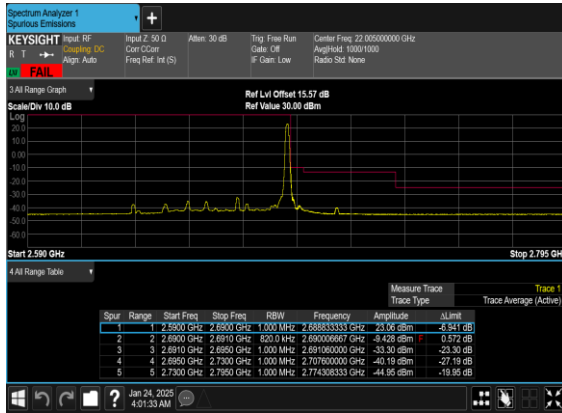 Spectrum Analyzer 1
Spurious Emissions
KEYSIGHT Input: RF Input Z: 50 Ω Atten: 30 dB Trig: Free Run Center Freq: 22.005000000 GHz
R T Coupling: DC Corr CCorr Gate: Off Avg|Hold: 1000/1000
Align: Auto Freq Ref: Int (S) IF Gain: Low Radio Std: None
FAIL
3 All Range Graph
Ref Lvl Offset 15.57 dB
Scale/Div 10.0 dB Ref Value 30.00 dBm
Log
20.0
10.0
0.00
-10.0
-20.0
-30.0
-40.0
-50.0
-60.0
Start 2.590 GHz Stop 2.795 GH
4 All Range Table
Measure Trace Trace 1
Trace Type Trace Average (Active)
Spur Range Start Freq Stop Freq RBW Frequency Amplitude ΔLimit
1 1 2.5900 GHz 2.6900 GHz 1.000 MHz 2.688833333 GHz 23.06 dBm -6.941 dB
2 2 2.6900 GHz 2.6910 GHz 820.0 kHz 2.690006667 GHz -9.428 dBm F 0.572 dB
3 3 2.6910 GHz 2.6950 GHz 1.000 MHz 2.691060000 GHz -33.30 dBm -23.30 dB
4 4 2.6950 GHz 2.7300 GHz 1.000 MHz 2.707600000 GHz -40.19 dBm -27.19 dB
5 5 2.7300 GHz 2.7950 GHz 1.000 MHz 2.774308333 GHz -44.95 dBm -19.95 dB
Jan 24, 2025
4:01:33 AM